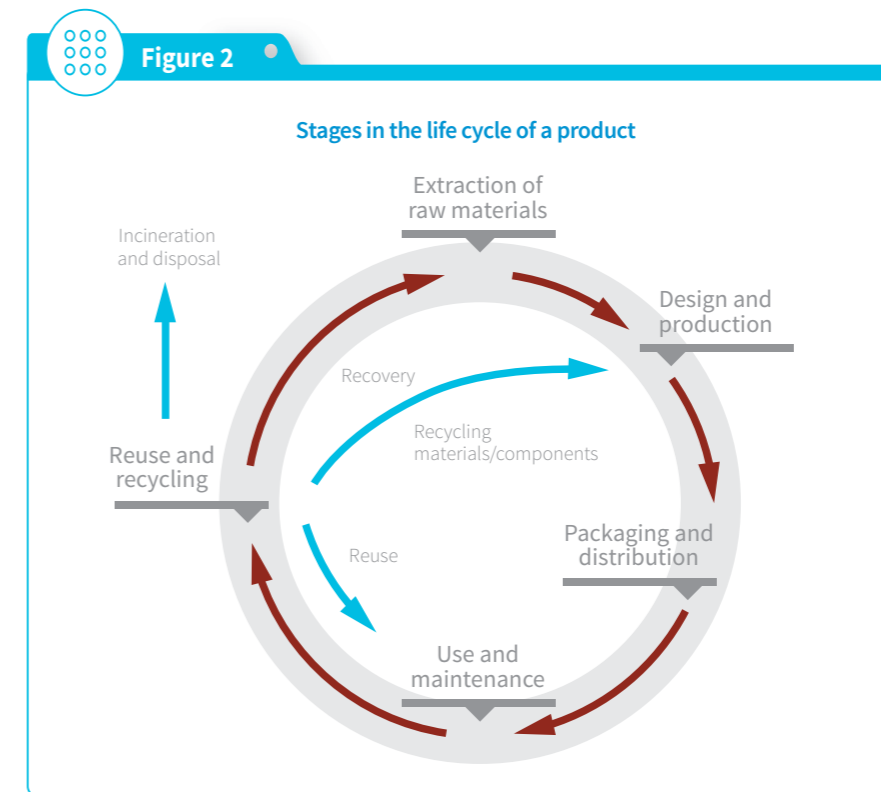 Figure 2
Stages in the life cycle of a product
Extraction of
raw materials
Incineration
and disposal
Design and
production
Recovery
Recycling
materials/components
Reuse and
recycling
Packaging and
distribution
Reuse
Use and
maintenance